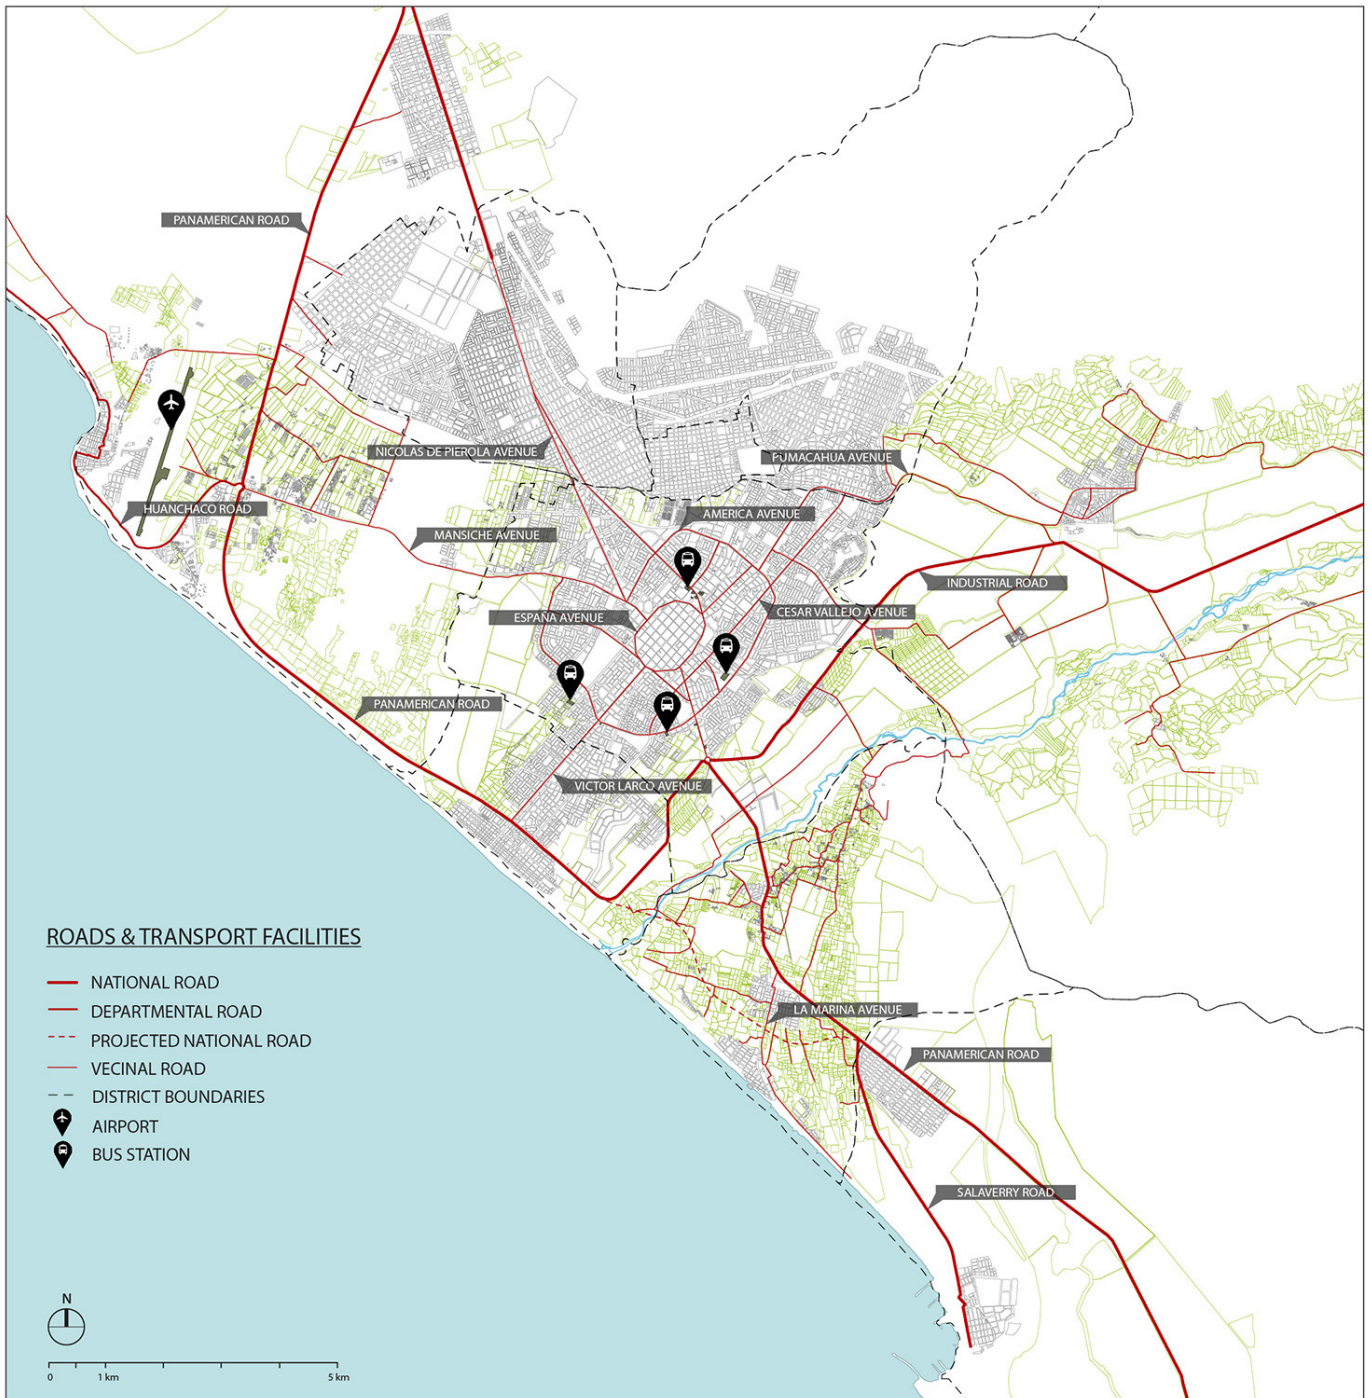 PANAMERICAN ROAD
NICOLAS DE PIEROLA AVENUE
PUMACAHUA AVENUE
HUANCHACO ROAD
AMERICA AVENUE
MANSICHE AVENUE
INDUSTRIAL ROAD
ESPAÑA AVENUE
CESAR VALLEJO AVENUE
PANAMERICAN ROAD
VICTOR LARCO AVENUE
ROADS & TRANSPORT FACILITIES
NATIONAL ROAD
DEPARTMENTAL ROAD
PROJECTED NATIONAL ROAD
VECINAL ROAD
DISTRICT BOUNDARIES
AIRPORT
BUS STATION
LA MARINA AVENUE
PANAMERICAN ROAD
SALAVERRY ROAD
N
0 1 km 5 km